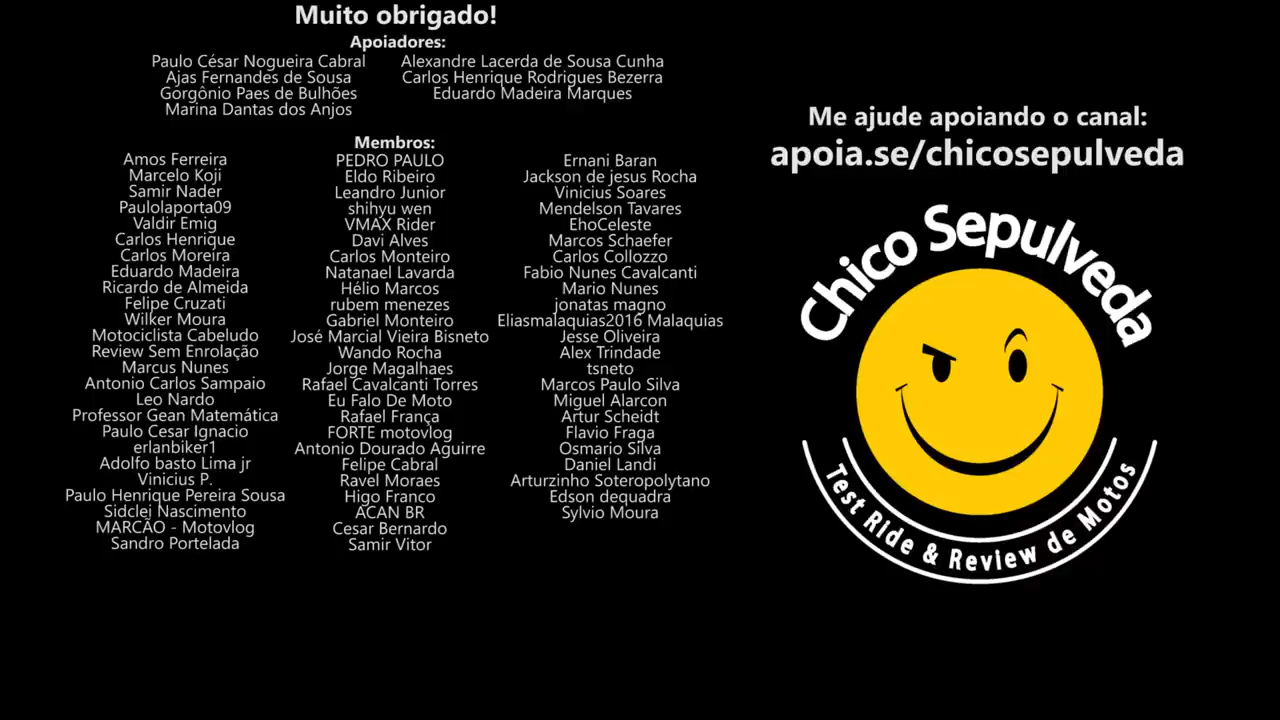 Muito obrigado!
Apoiadores:
Paulo César Nogueira Cabral
Ajas Fernandes de Sousa
Gorgônio Paes de Bulhões
Marina Dantas dos Anjos
Alexandre Lacerda de Sousa Cunha
Carlos Henrique Rodrigues Bezerra
Eduardo Madeira Marques
Membros:
Amos Ferreira
Marcelo Koji
Samir Nader
Paulolaporta09
Valdir Emig
Carlos Henrique
Carlos Moreira
Eduardo Madeira
Ricardo de Almeida
Felipe Cruzati
Wilker Moura
Motociclista Cabeludo
Review Sem Enrolação
Marcus Nunes
Antonio Carlos Sampaio
Leo Nardo
Professor Gean Matemática
Paulo Cesar Ignacio
erlanbiker1
Adolfo basto Lima jr
Vinicius P.
Paulo Henrique Pereira Sousa
Sidclei Nascimento
MARCÃO - Motovlog
Sandro Portelada
PEDRO PAULO
Eldo Ribeiro
Leandro Junior
shihyu wen
VMAX Rider
Davi Alves
Carlos Monteiro
Natanael Lavarda
Hélio Marcos
rubem menezes
Gabriel Monteiro
José Marcial Vieira Bisneto
Wando Rocha
Jorge Magalhaes
Rafael Cavalcanti Torres
Eu Falo De Moto
Rafael França
FORTE motovlog
Antonio Dourado Aguirre
Felipe Cabral
Ravel Moraes
Higo Franco
ACAN BR
Cesar Bernardo
Samir Vitor
Ernani Baran
Jackson de jesus Rocha
Vinicius Soares
Mendelson Tavares
EhoCeleste
Marcos Schaefer
Carlos Collozzo
Fabio Nunes Cavalcanti
Mario Nunes
jonatas magno
Eliasmalaquias2016 Malaquias
Jesse Oliveira
Alex Trindade
tsneto
Marcos Paulo Silva
Miguel Alarcon
Artur Scheidt
Flavio Fraga
Osmario Silva
Daniel Landi
Arturzinho Soteropolytano
Edson dequadra
Sylvio Moura
Me ajude apoiando o canal:
apoia.se/chicosepulveda
Chico Sepulveda
Test Ride & Review de Motos